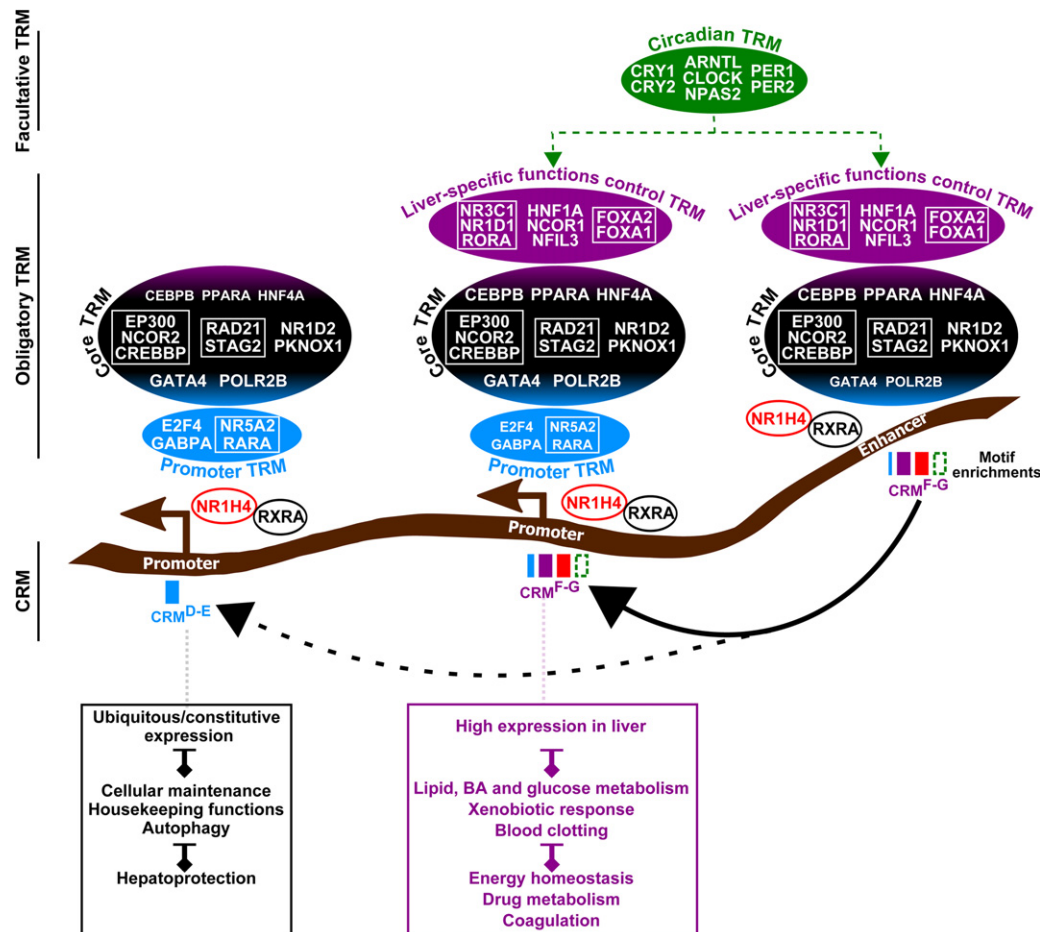 Facultative TRM
Obligatory TRM
CRM
Circadian TRM
CRY1 ARNTL PER1
CRY2 CLOCK PER2
NPAS2
Liver-specific functions control TRM
NR3C1 HNF1A FOXA2
NR1D1 NCOR1 FOXA1
RORA NFIL3
Liver-specific functions control TRM
NR3C1 HNF1A FOXA2
NR1D1 NCOR1 FOXA1
RORA NFIL3
Core TRM
CEBPB PPARA HNF4A
EP300 RAD21 NR1D2
NCOR2 STAG2 PKNOX1
CREBBP
GATA4 POLR2B
Core TRM
CEBPB PPARA HNF4A
EP300 RAD21 NR1D2
NCOR2 STAG2 PKNOX1
CREBBP
GATA4 POLR2B
Core TRM
CEBPB PPARA HNF4A
EP300 RAD21 NR1D2
NCOR2 STAG2 PKNOX1
CREBBP
GATA4 POLR2B
E2F4 NR5A2
GABPA RARA
Promoter TRM
E2F4 NR5A2
GABPA RARA
Promoter TRM
NR1H4
RXRA
Enhancer
Motif
enrichments
CRM F-G
NR1H4
RXRA
Promoter
CRM D-E
NR1H4
RXRA
Promoter
CRM F-G
Ubiquitous/constitutive
expression
Cellular maintenance
Housekeeping functions
Autophagy
Hepatoprotection
High expression in liver
Lipid, BA and glucose metabolism
Xenobiotic response
Blood clotting
Energy homeostasis
Drug metabolism
Coagulation